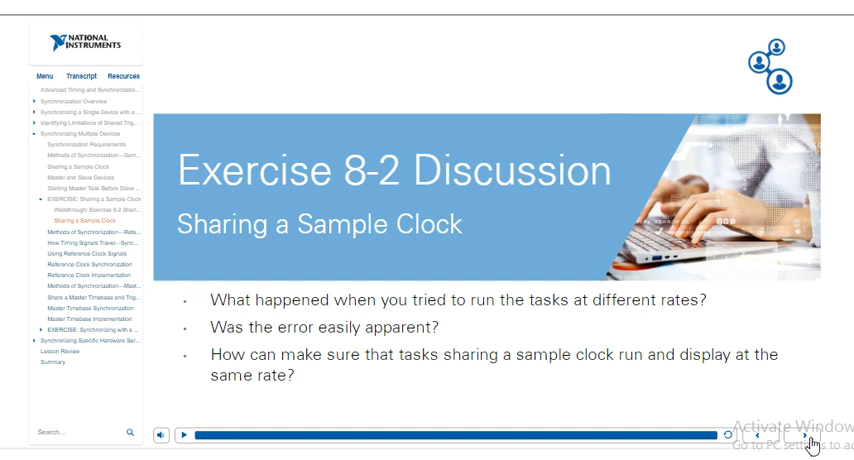 NATIONAL
INSTRUMENTS
Menu Transcript Resources
Advanced Timing and Synchronizatio...
Synchronization Overview
Synchronizing a Single Device with a ...
Identifying Limitations of Shared Trig...
Synchronizing Multiple Devices
Synchronization Requirements
Methods of Synchronization—Sam...
Sharing a Sample Clock
Master and Slave Devices
Starting Master Task Before Slave ...
EXERCISE: Sharing a Sample Clock
Walkthrough: Exercise 8-2 Shari...
Sharing a Sample Clock
Methods of Synchronization—Refe...
How Timing Signals Travel—Sync...
Using Reference Clock Signals
Reference Clock Synchronization
Reference Clock Implementation
Methods of Synchronization—Mast...
Share a Master Timebase and Trig...
Master Timebase Synchronization
Master Timebase Implementation
EXERCISE: Synchronizing with a ...
Synchronizing Specific Hardware Ser...
Lesson Review
Summary
Search...
Exercise 8-2 Discussion
Sharing a Sample Clock
• What happened when you tried to run the tasks at different rates?
• Was the error easily apparent?
• How can make sure that tasks sharing a sample clock run and display at the
same rate?
Activate Window
Go to PC settings to ac